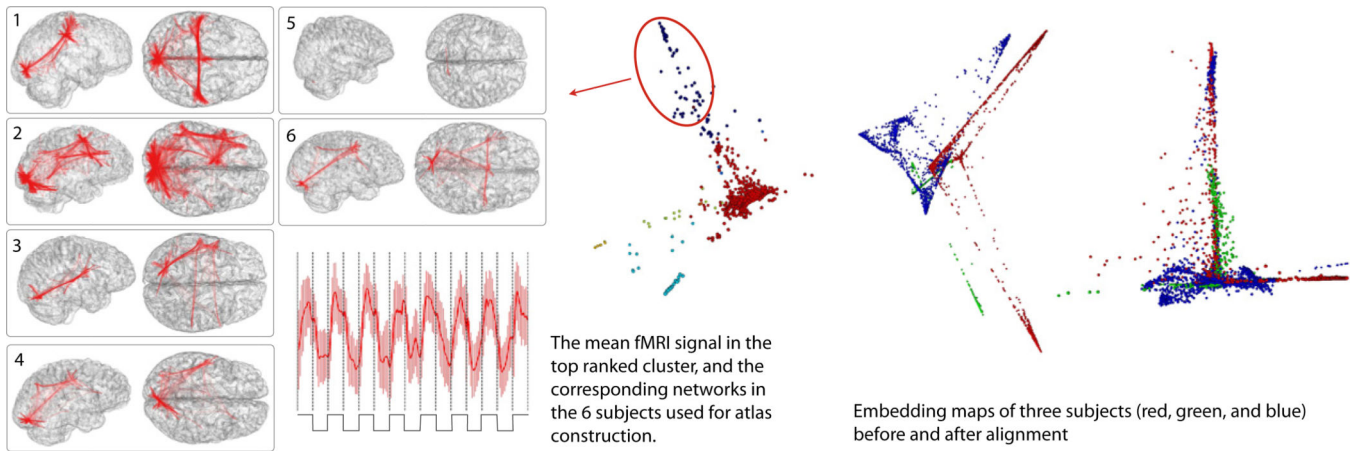 1
5
2
6
3
4
The mean fMRI signal in the
top ranked cluster, and the
corresponding networks in
the 6 subjects used for atlas
construction.
Embedding maps of three subjects (red, green, and blue)
before and after alignment